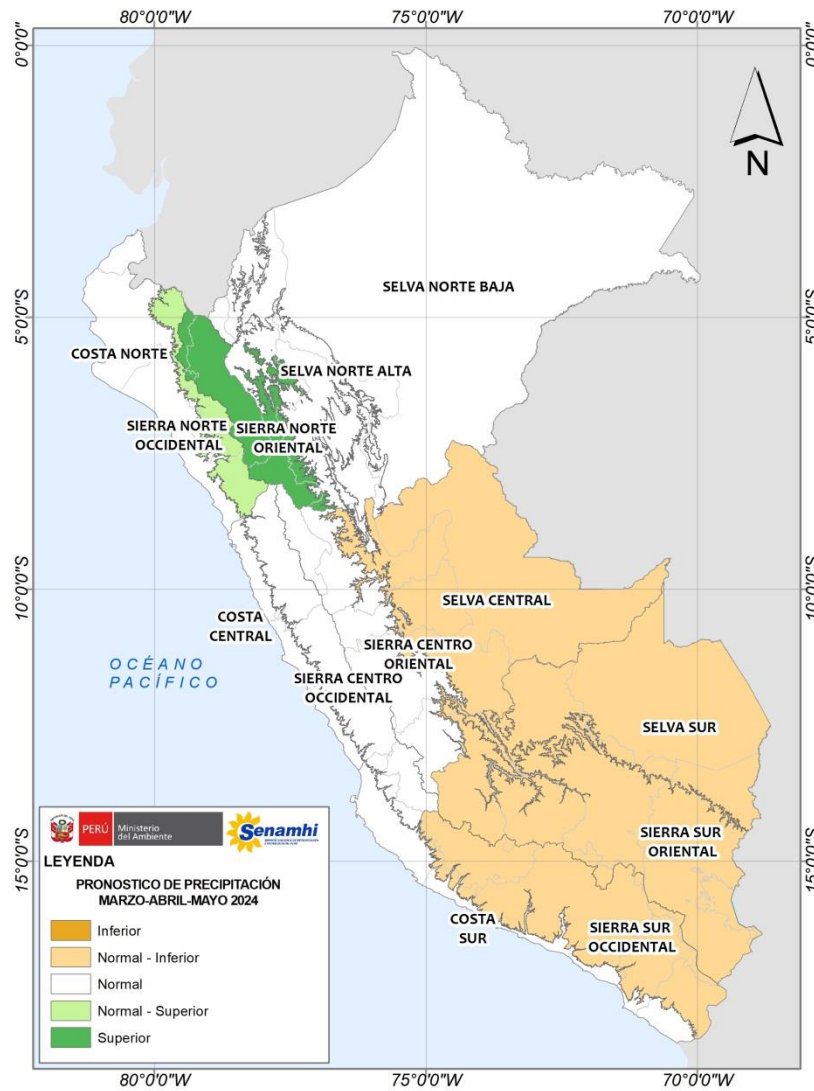 80°0'0"W
75°0'0"W
70°0'0"W
0°0'0"
0°0'0"
N
SELVA NORTE BAJA
5°0'0"S
5°0'0"S
COSTA NORTE
SELVA NORTE ALTA
SIERRA NORTE
OCCIDENTAL
SIERRA NORTE
ORIENTAL
10°0'0"S
10°0'0"S
SELVA CENTRAL
COSTA
CENTRAL
SIERRA CENTRO
ORIENTAL
OCÉANO
PACÍFICO
SIERRA CENTRO
OCCIDENTAL
SELVA SUR
SIERRA SUR
ORIENTAL
15°0'0"S
15°0'0"S
COSTA
SUR
SIERRA SUR
OCCIDENTAL
PERÚ
Ministerio
del Ambiente
Senamhi
LEYENDA
PRONOSTICO DE PRECIPITACIÓN
MARZO-ABRIL-MAYO 2024
Inferior
Normal - Inferior
Normal
Normal - Superior
Superior
80°0'0"W
75°0'0"W
70°0'0"W